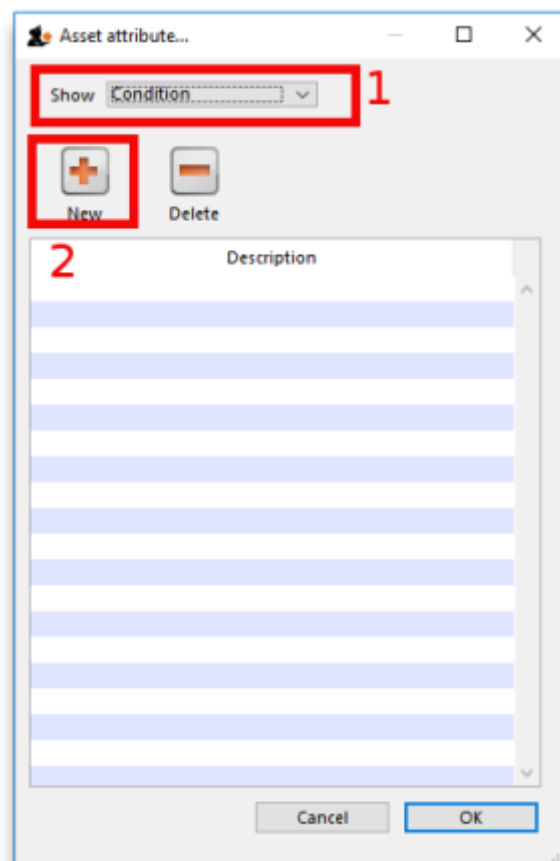 Asset attribute...
Show Condition 1
New Delete
2 Description
Cancel OK